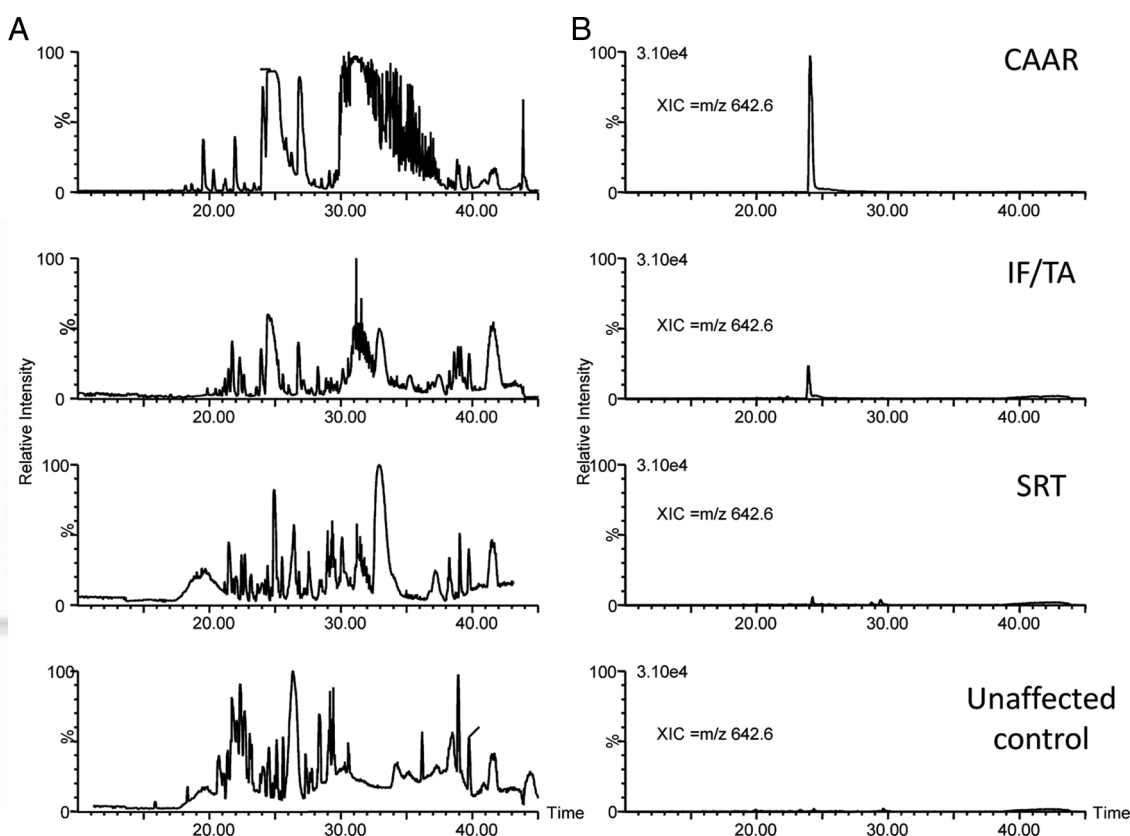 A
100
%
0
20.00 30.00 40.00
100
%
0
20.00 30.00 40.00
100
%
0
20.00 30.00 40.00
100
%
0
20.00 30.00 40.00
Time
Relative Intensity
B
100
3.10e4
XIC =m/z 642.6
CAAR
%
0
20.00 30.00 40.00
100
3.10e4
XIC =m/z 642.6
IF/TA
%
0
20.00 30.00 40.00
100
3.10e4
XIC =m/z 642.6
SRT
%
0
20.00 30.00 40.00
100
3.10e4
XIC =m/z 642.6
Unaffected
control
%
0
20.00 30.00 40.00
Time
Relative Intensity